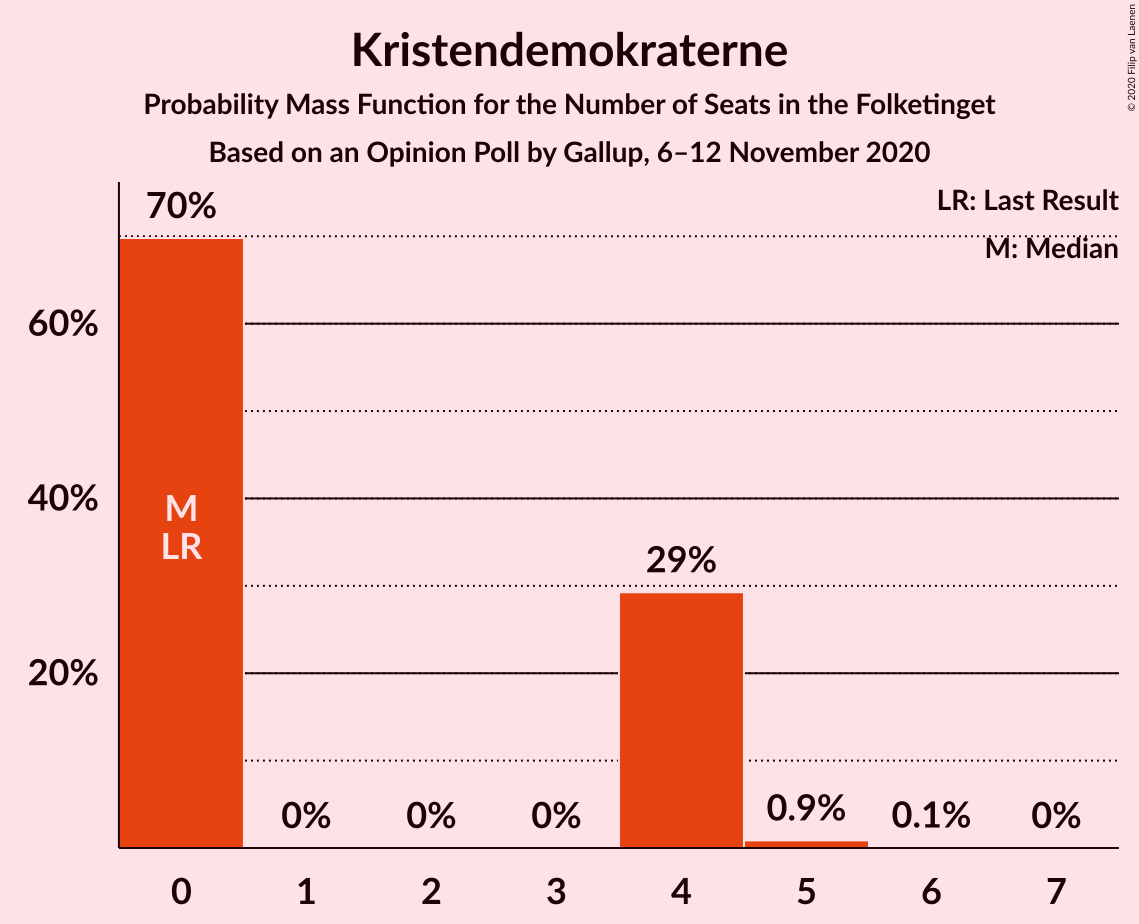 Kristendemokraterne
Probability Mass Function for the Number of Seats in the Folketinget
Based on an Opinion Poll by Gallup, 6–12 November 2020
© 2020 Filip van Laenen
LR: Last Result
M: Median
70%
60%
40%
20%
M
LR
0%
0%
0%
29%
0.9%
0.1%
0%
0
1
2
3
4
5
6
7